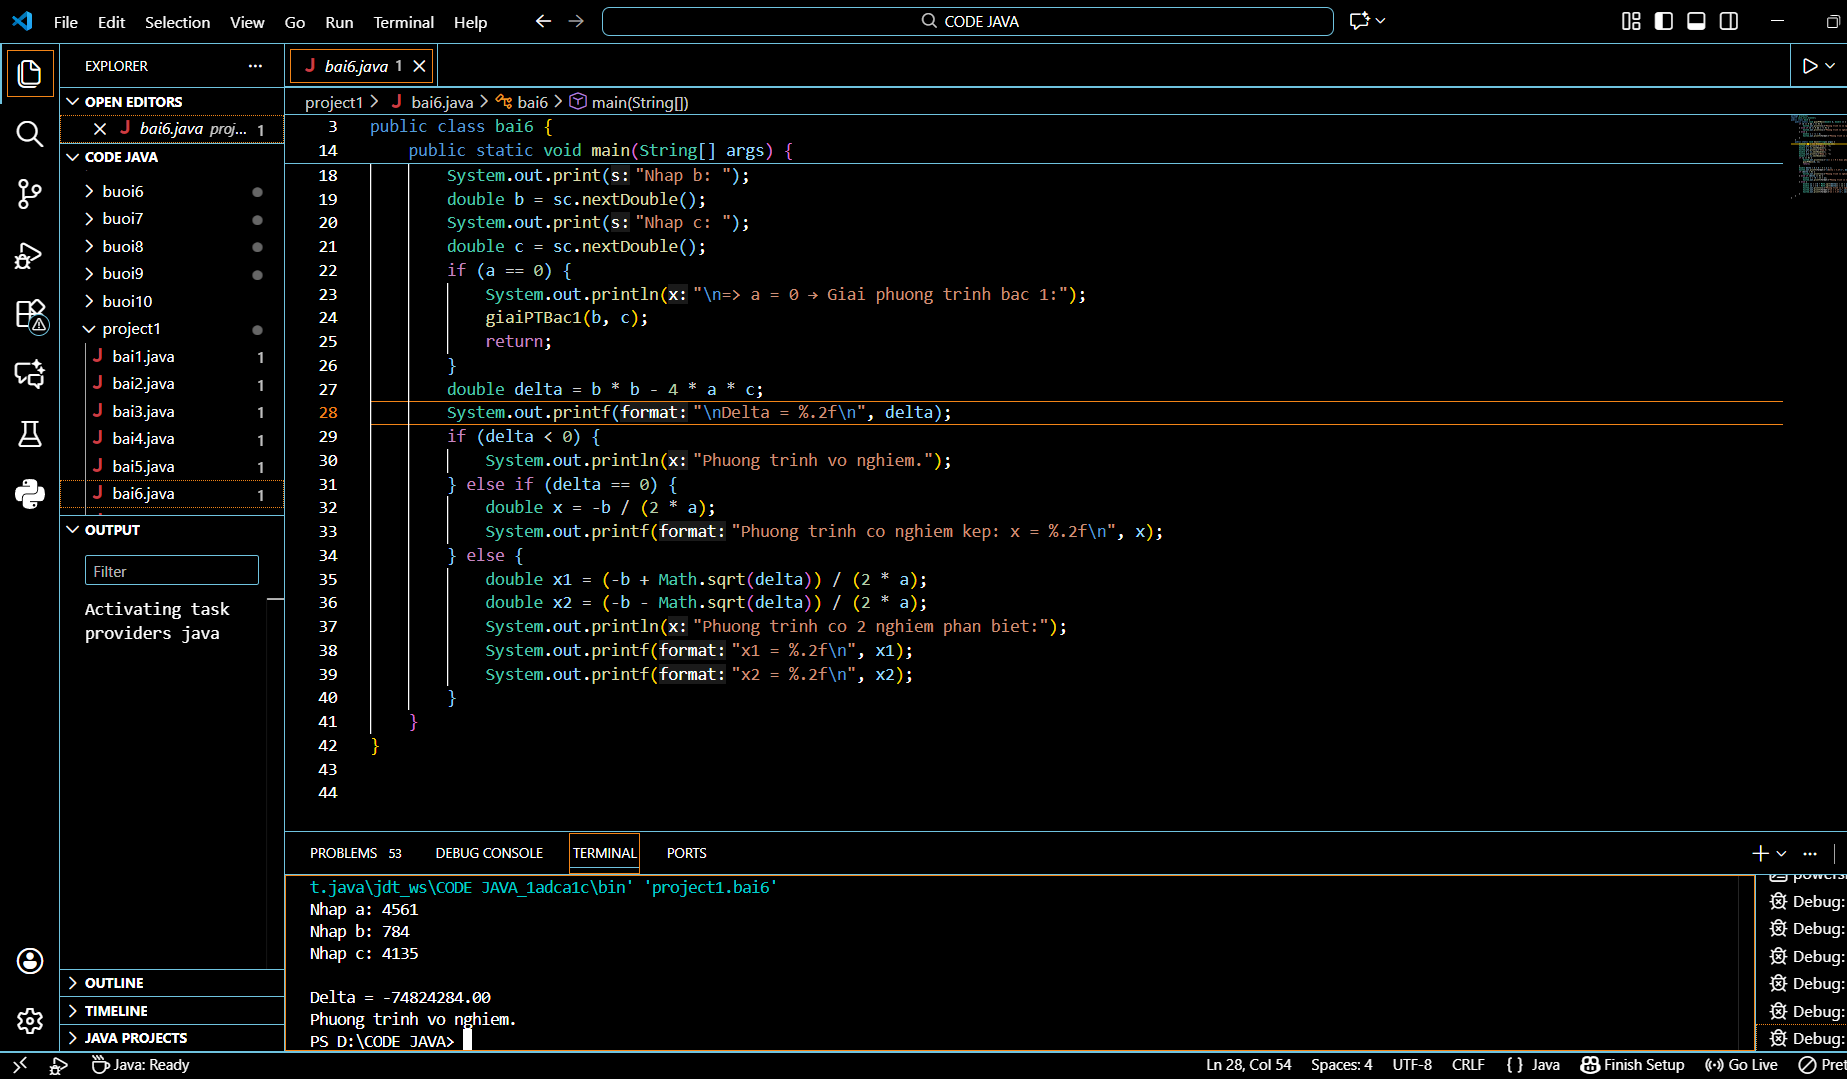 File Edit Selection View Go Run Terminal Help
CODE JAVA
EXPLORER
OPEN EDITORS
bai6.java proj... 1
CODE JAVA
buoi6
buoi7
buoi8
buoi9
buoi10
project1
bai1.java 1
bai2.java 1
bai3.java 1
bai4.java 1
bai5.java 1
bai6.java 1
OUTPUT
Filter
Activating task
providers java
OUTLINE
TIMELINE
JAVA PROJECTS
bai6.java 1
project1 > bai6.java > bai6 > main(String[])
3 public class bai6 {
14 public static void main(String[] args) {
18 System.out.print(s: "Nhap b: ");
19 double b = sc.nextDouble();
20 System.out.print(s: "Nhap c: ");
21 double c = sc.nextDouble();
22 if (a == 0) {
23 System.out.println(x: "\n=> a = 0 → Giai phuong trinh bac 1:");
24 giaiPTBac1(b, c);
25 return;
26 }
27 double delta = b * b - 4 * a * c;
28 System.out.printf(format: "\nDelta = %.2f\n", delta);
29 if (delta < 0) {
30 System.out.println(x: "Phuong trinh vo nghiem.");
31 } else if (delta == 0) {
32 double x = -b / (2 * a);
33 System.out.printf(format: "Phuong trinh co nghiem kep: x = %.2f\n", x);
34 } else {
35 double x1 = (-b + Math.sqrt(delta)) / (2 * a);
36 double x2 = (-b - Math.sqrt(delta)) / (2 * a);
37 System.out.println(x: "Phuong trinh co 2 nghiem phan biet:");
38 System.out.printf(format: "x1 = %.2f\n", x1);
39 System.out.printf(format: "x2 = %.2f\n", x2);
40 }
41 }
42 }
43
44
PROBLEMS 53 DEBUG CONSOLE TERMINAL PORTS
t.java\jdt_ws\CODE JAVA_1adca1c\bin' 'project1.bai6'
Nhap a: 4561
Nhap b: 784
Nhap c: 4135
Delta = -74824284.00
Phuong trinh vo nghiem.
PS D:\CODE JAVA>
Debug:
Debug:
Debug:
Debug:
Debug:
Debug:
Java: Ready
Ln 28, Col 54 Spaces: 4 UTF-8 CRLF { } Java Finish Setup Go Live Pret